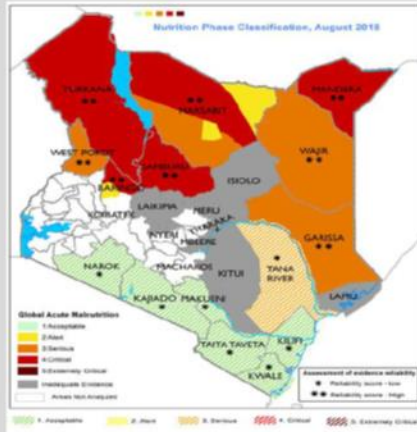 Nutrition Phase Classification, August 2018
TURKANA
MANDERA
MARSABIT
WEST POKOT
WAJIR
SAMBURU
BARINGO
ISIOLO
LAIKIPIA
KOIBATEK
MERU
THARAKA
NYERI
MBEERE
GARISSA
NAROK
MACHAKOS
KITUI
TANA
RIVER
LAMU
KAJIADO
MAKUENI
TAITA TAVETA
KILIFI
KWALE
Global Acute Malnutrition
1:Acceptable
2:Alert
3:Serious
4:Critical
5:Extremely Critical
Inadequate Evidence
Areas Not Analyzed
Assessment of evidence reliability
Reliability score - low
Reliability score - High
1. Acceptable
2. Alert
3. Serious
4. Critical
5. Extremely Critical